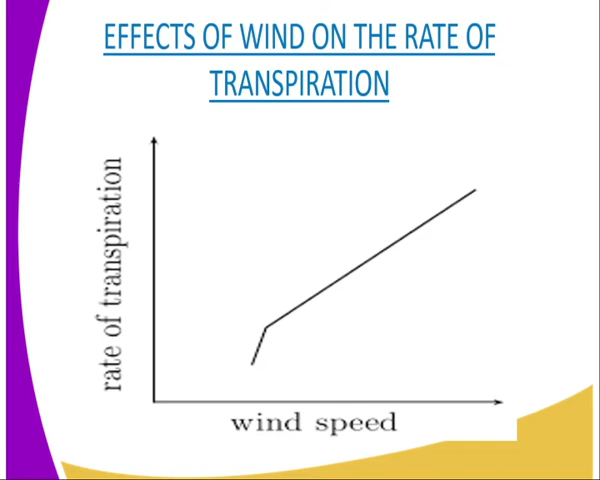 EFFECTS OF WIND ON THE RATE OF
TRANSPIRATION
rate of transpiration
wind speed